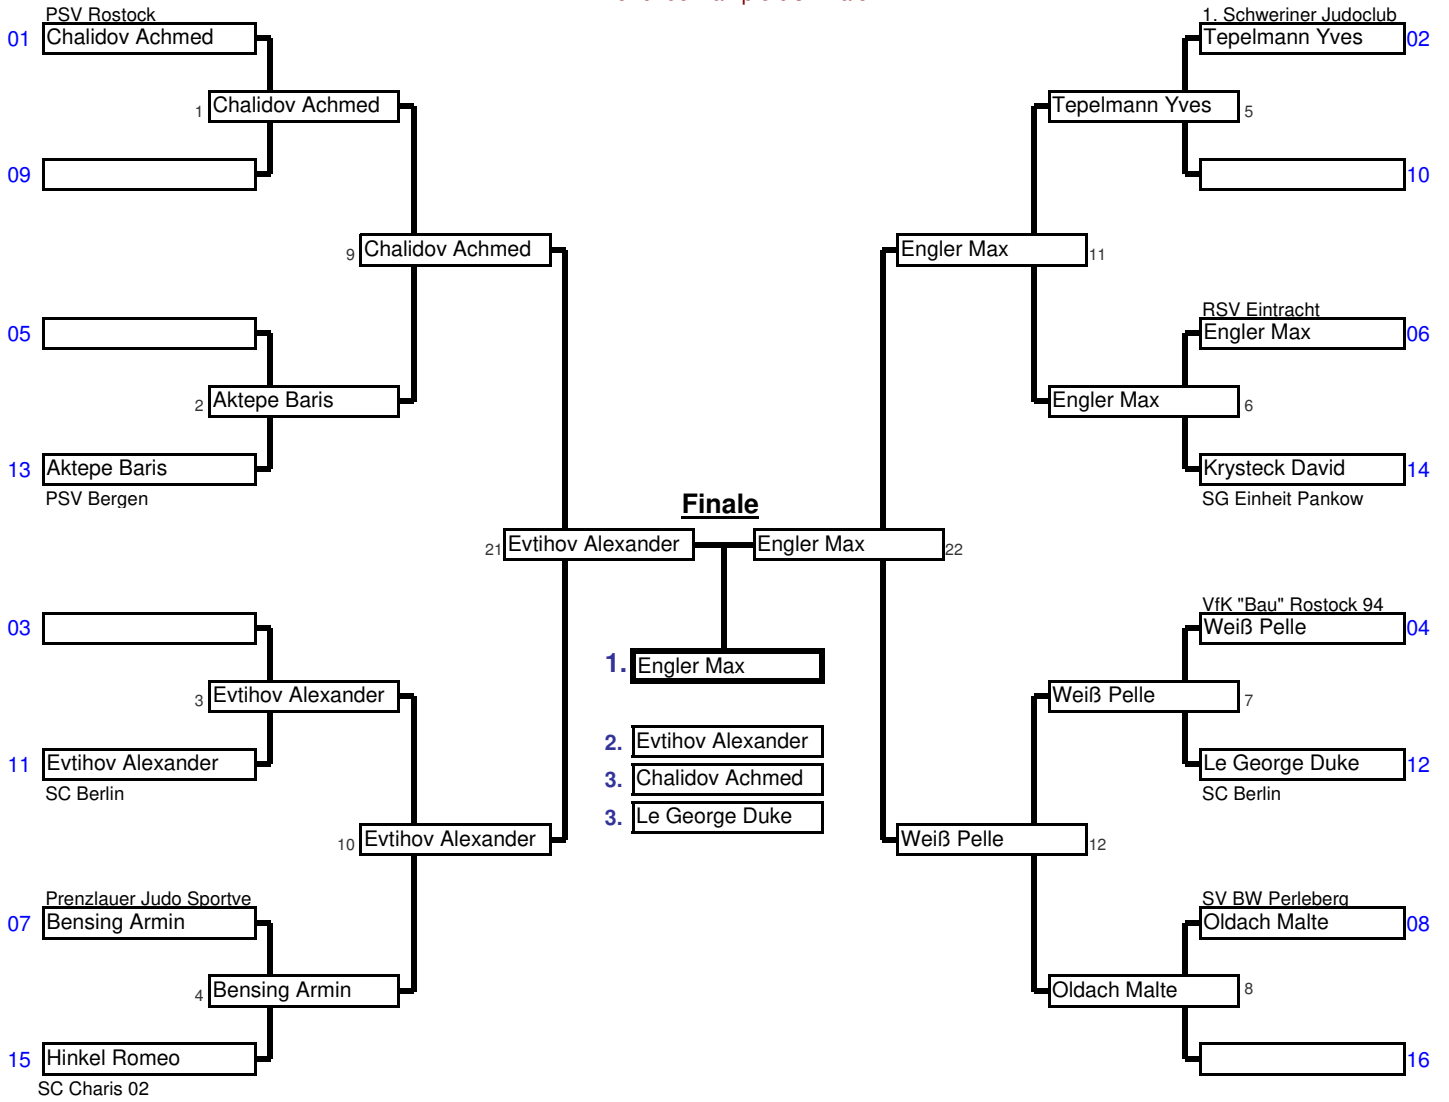 PSV Rostock
01 Chalidov Achmed
1 Chalidov Achmed
09
9 Chalidov Achmed
05
2 Aktepe Baris
13 Aktepe Baris
PSV Bergen
21 Evtihov Alexander
03
3 Evtihov Alexander
11 Evtihov Alexander
SC Berlin
10 Evtihov Alexander
Prenzlauer Judo Sportve
07 Bensing Armin
4 Bensing Armin
15 Hinkel Romeo
SC Charis 02
Finale
1. Engler Max
2. Evtihov Alexander
3. Chalidov Achmed
3. Le George Duke
1. Schweriner Judoclub
Tepelmann Yves 02
Tepelmann Yves 5
10
Engler Max 11
RSV Eintracht
Engler Max 06
Engler Max 6
Krysteck David 14
SG Einheit Pankow
Engler Max 22
VfK "Bau" Rostock 94
Weiß Pelle 04
Weiß Pelle 7
Le George Duke 12
SC Berlin
Weiß Pelle 12
SV BW Perleberg
Oldach Malte 08
Oldach Malte 8
16